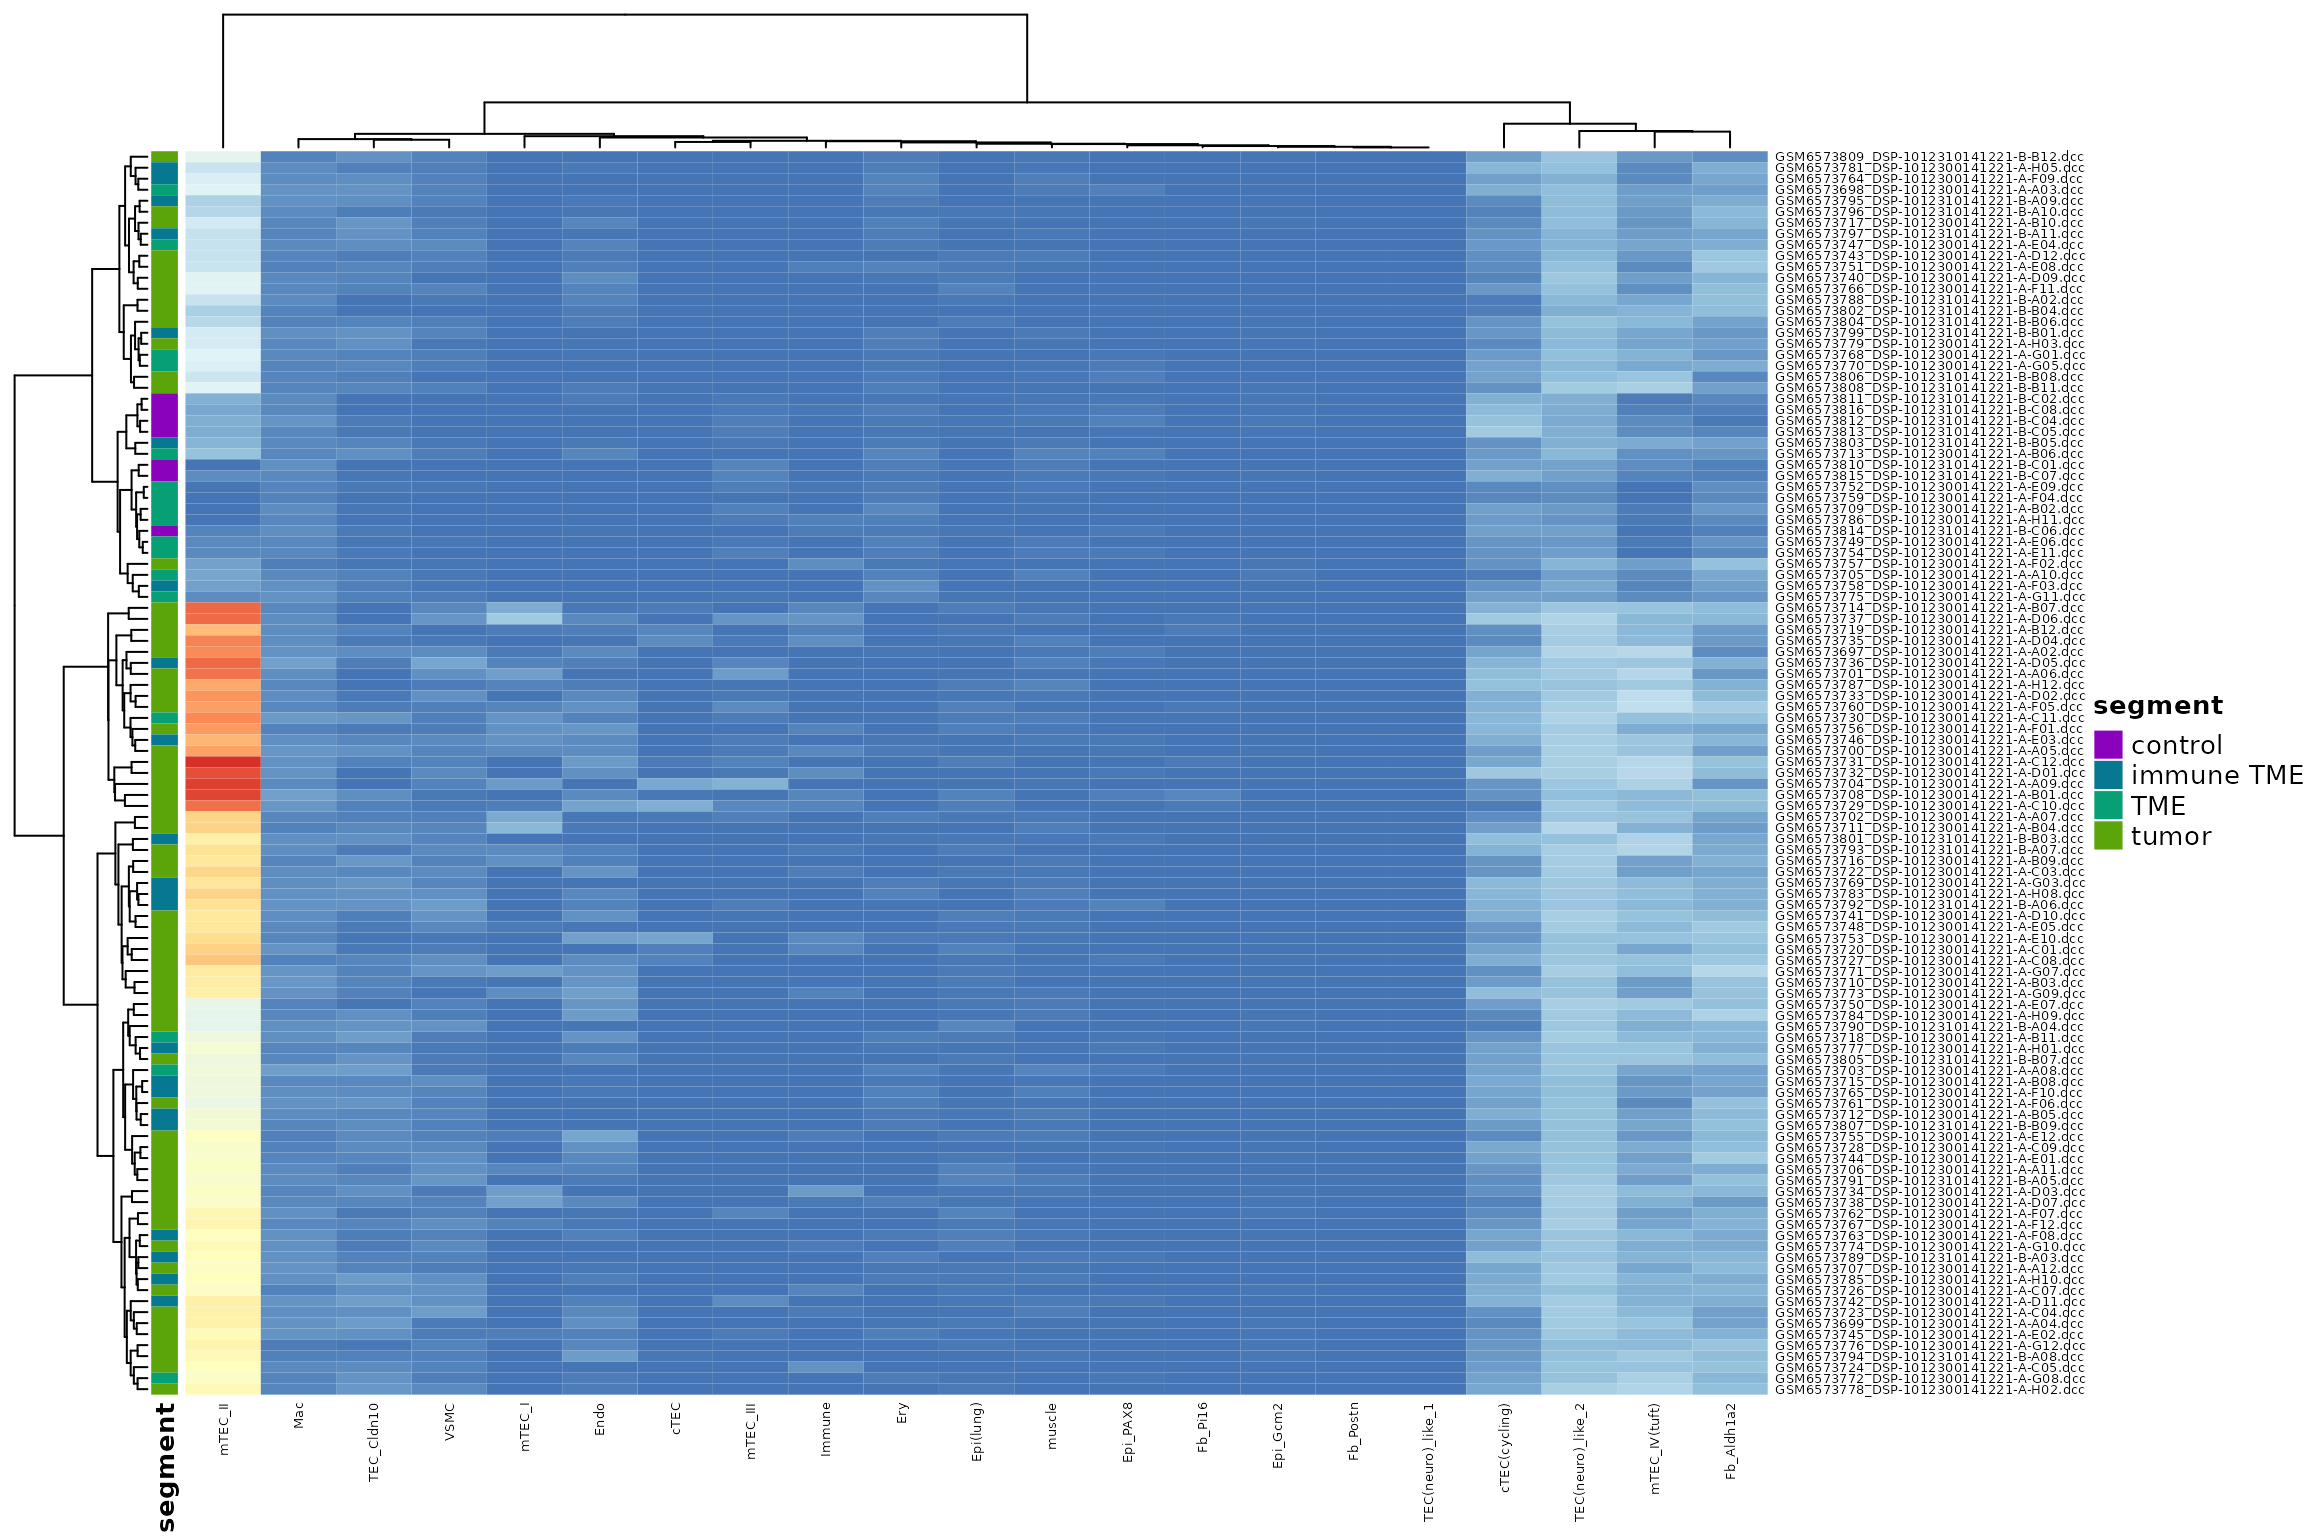 GSM6573809_DSP-1012310141221-B-B12.dcc
GSM6573781_DSP-1012300141221-A-H05.dcc
GSM6573764_DSP-1012300141221-A-F09.dcc
GSM6573698_DSP-1012300141221-A-A03.dcc
GSM6573795_DSP-1012310141221-B-A09.dcc
GSM6573796_DSP-1012310141221-B-A10.dcc
GSM6573717_DSP-1012300141221-A-B10.dcc
GSM6573797_DSP-1012310141221-B-A11.dcc
GSM6573747_DSP-1012300141221-A-E04.dcc
GSM6573743_DSP-1012300141221-A-D12.dcc
GSM6573751_DSP-1012300141221-A-E08.dcc
GSM6573740_DSP-1012300141221-A-D09.dcc
GSM6573766_DSP-1012300141221-A-F11.dcc
GSM6573788_DSP-1012310141221-B-A02.dcc
GSM6573802_DSP-1012310141221-B-B04.dcc
GSM6573804_DSP-1012310141221-B-B06.dcc
GSM6573799_DSP-1012310141221-B-B01.dcc
GSM6573779_DSP-1012300141221-A-H03.dcc
GSM6573768_DSP-1012300141221-A-G01.dcc
GSM6573770_DSP-1012300141221-A-G05.dcc
GSM6573806_DSP-1012310141221-B-B08.dcc
GSM6573808_DSP-1012310141221-B-B11.dcc
GSM6573811_DSP-1012310141221-B-C02.dcc
GSM6573816_DSP-1012310141221-B-C08.dcc
GSM6573812_DSP-1012310141221-B-C04.dcc
GSM6573813_DSP-1012310141221-B-C05.dcc
GSM6573803_DSP-1012310141221-B-B05.dcc
GSM6573713_DSP-1012300141221-A-B06.dcc
GSM6573810_DSP-1012310141221-B-C01.dcc
GSM6573815_DSP-1012310141221-B-C07.dcc
GSM6573752_DSP-1012300141221-A-E09.dcc
GSM6573759_DSP-1012300141221-A-F04.dcc
GSM6573709_DSP-1012300141221-A-B02.dcc
GSM6573786_DSP-1012300141221-A-H11.dcc
GSM6573814_DSP-1012310141221-B-C06.dcc
GSM6573749_DSP-1012300141221-A-E06.dcc
GSM6573754_DSP-1012300141221-A-E11.dcc
GSM6573757_DSP-1012300141221-A-F02.dcc
GSM6573705_DSP-1012300141221-A-A10.dcc
GSM6573758_DSP-1012300141221-A-F03.dcc
GSM6573775_DSP-1012300141221-A-G11.dcc
GSM6573714_DSP-1012300141221-A-B07.dcc
GSM6573737_DSP-1012300141221-A-D06.dcc
GSM6573719_DSP-1012300141221-A-B12.dcc
GSM6573735_DSP-1012300141221-A-D04.dcc
GSM6573697_DSP-1012300141221-A-A02.dcc
GSM6573736_DSP-1012300141221-A-D05.dcc
GSM6573701_DSP-1012300141221-A-A06.dcc
GSM6573787_DSP-1012300141221-A-H12.dcc
GSM6573733_DSP-1012300141221-A-D02.dcc
GSM6573760_DSP-1012300141221-A-F05.dcc
GSM6573730_DSP-1012300141221-A-C11.dcc
GSM6573756_DSP-1012300141221-A-F01.dcc
GSM6573746_DSP-1012300141221-A-E03.dcc
GSM6573700_DSP-1012300141221-A-A05.dcc
GSM6573731_DSP-1012300141221-A-C12.dcc
GSM6573732_DSP-1012300141221-A-D01.dcc
GSM6573704_DSP-1012300141221-A-A09.dcc
GSM6573708_DSP-1012300141221-A-B01.dcc
GSM6573729_DSP-1012300141221-A-C10.dcc
GSM6573702_DSP-1012300141221-A-A07.dcc
GSM6573711_DSP-1012300141221-A-B04.dcc
GSM6573801_DSP-1012310141221-B-B03.dcc
GSM6573793_DSP-1012310141221-B-A07.dcc
GSM6573716_DSP-1012300141221-A-B09.dcc
GSM6573722_DSP-1012300141221-A-C03.dcc
GSM6573769_DSP-1012300141221-A-G03.dcc
GSM6573783_DSP-1012300141221-A-H08.dcc
GSM6573792_DSP-1012310141221-B-A06.dcc
GSM6573741_DSP-1012300141221-A-D10.dcc
GSM6573748_DSP-1012300141221-A-E05.dcc
GSM6573753_DSP-1012300141221-A-E10.dcc
GSM6573720_DSP-1012300141221-A-C01.dcc
GSM6573727_DSP-1012300141221-A-C08.dcc
GSM6573771_DSP-1012300141221-A-G07.dcc
GSM6573710_DSP-1012300141221-A-B03.dcc
GSM6573773_DSP-1012300141221-A-G09.dcc
GSM6573750_DSP-1012300141221-A-E07.dcc
GSM6573784_DSP-1012300141221-A-H09.dcc
GSM6573790_DSP-1012310141221-B-A04.dcc
GSM6573718_DSP-1012300141221-A-B11.dcc
GSM6573777_DSP-1012300141221-A-H01.dcc
GSM6573805_DSP-1012310141221-B-B07.dcc
GSM6573703_DSP-1012300141221-A-A08.dcc
GSM6573715_DSP-1012300141221-A-B08.dcc
GSM6573765_DSP-1012300141221-A-F10.dcc
GSM6573761_DSP-1012300141221-A-F06.dcc
GSM6573712_DSP-1012300141221-A-B05.dcc
GSM6573807_DSP-1012310141221-B-B09.dcc
GSM6573755_DSP-1012300141221-A-E12.dcc
GSM6573728_DSP-1012300141221-A-C09.dcc
GSM6573744_DSP-1012300141221-A-E01.dcc
GSM6573706_DSP-1012300141221-A-A11.dcc
GSM6573791_DSP-1012310141221-B-A05.dcc
GSM6573734_DSP-1012300141221-A-D03.dcc
GSM6573738_DSP-1012300141221-A-D07.dcc
GSM6573762_DSP-1012300141221-A-F07.dcc
GSM6573767_DSP-1012300141221-A-F12.dcc
GSM6573763_DSP-1012300141221-A-F08.dcc
GSM6573774_DSP-1012300141221-A-G10.dcc
GSM6573789_DSP-1012310141221-B-A03.dcc
GSM6573707_DSP-1012300141221-A-A12.dcc
GSM6573785_DSP-1012300141221-A-H10.dcc
GSM6573726_DSP-1012300141221-A-C07.dcc
GSM6573742_DSP-1012300141221-A-D11.dcc
GSM6573723_DSP-1012300141221-A-C04.dcc
GSM6573699_DSP-1012300141221-A-A04.dcc
GSM6573745_DSP-1012300141221-A-E02.dcc
GSM6573776_DSP-1012300141221-A-G12.dcc
GSM6573794_DSP-1012310141221-B-A08.dcc
GSM6573724_DSP-1012300141221-A-C05.dcc
GSM6573772_DSP-1012300141221-A-G08.dcc
GSM6573778_DSP-1012300141221-A-H02.dcc
segment
control
immune TME
TME
tumor
segment
mTEC_II
Mac
TEC_Cldn10
VSMC
mTEC_I
Endo
cTEC
mTEC_III
Immune
Ery
Epi(lung)
muscle
Epi_PAX8
Fb_Pi16
Epi_Gcm2
Fb_Postn
TEC(neuro)_like_1
cTEC(cycling)
TEC(neuro)_like_2
mTEC_IV(tuft)
Fb_Aldh1a2